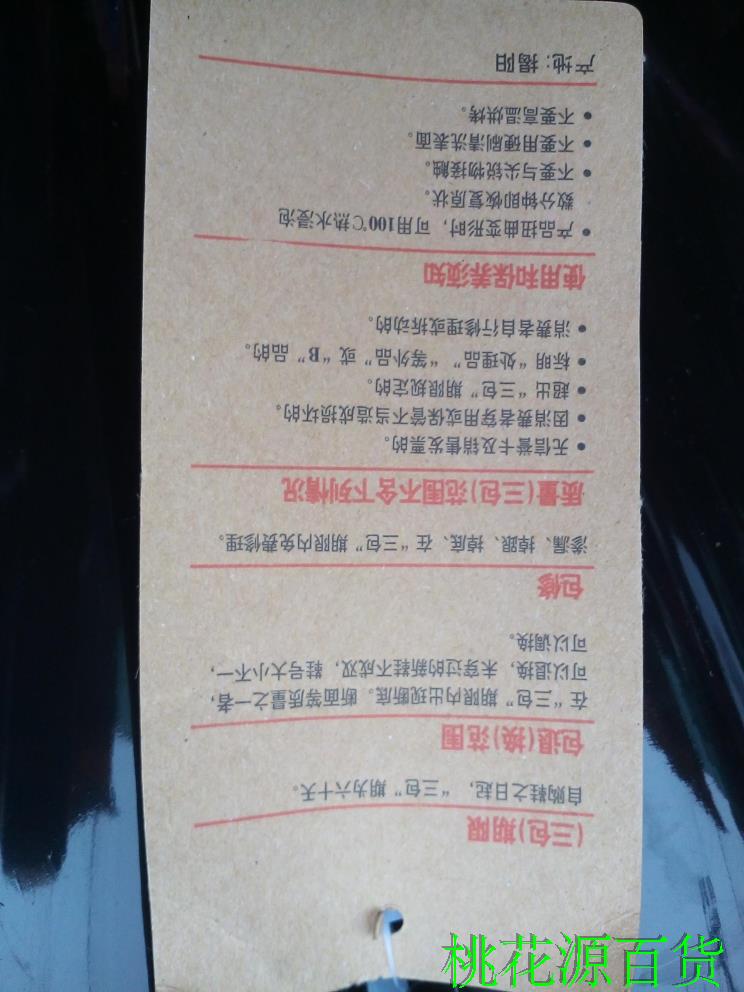 (三包)期限
自购鞋之日起，“三包”期为六十天。
包退(换)范围
在“三包”期限内出现断底。断面等质量之一者，
可以退换，未穿过的新鞋不成双，鞋号大小不一，
可以调换。
包修
渗漏、掉跟、掉底、在“三包”期限内免费修理。
质量(三包)范围不含下列情况
• 无信誉卡及销售发票的。
• 因消费者穿用或保管不当造成损坏的。
• 超出“三包”期限规定的。
• 标明“处理品”“等外品”或“B”品的。
• 消费者自行修理或拆动的。
使用和保养须知
• 产品扭曲变形时，可用100℃热水浸泡
数分钟即恢复原状。
• 不要与尖锐物接触。
• 不要用硬刷清洗表面。
• 不要高温烘烤。
产地：揭阳
桃花源百货